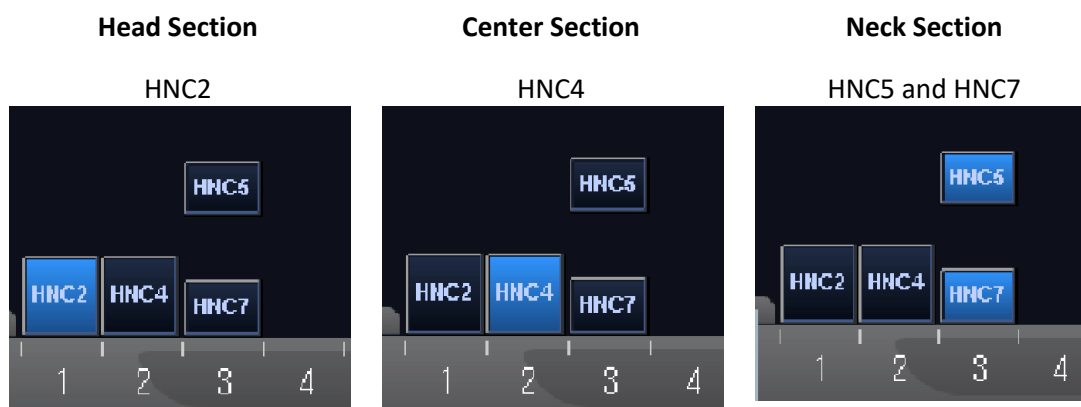 Head Section
HNC2
HNC5
HNC2 HNC4
HNC7
1 2 3 4
Center Section
HNC4
HNC5
HNC2 HNC4
HNC7
1 2 3 4
Neck Section
HNC5 and HNC7
HNC5
HNC2 HNC4
HNC7
1 2 3 4